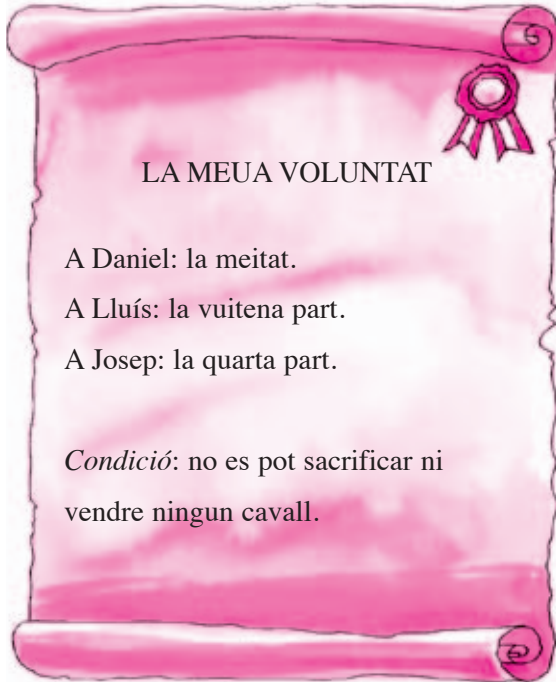 LA MEUA VOLUNTAT
A Daniel: la meitat.
A Lluís: la vuitena part.
A Josep: la quarta part.
Condició: no es pot sacrificar ni
vendre ningun cavall.